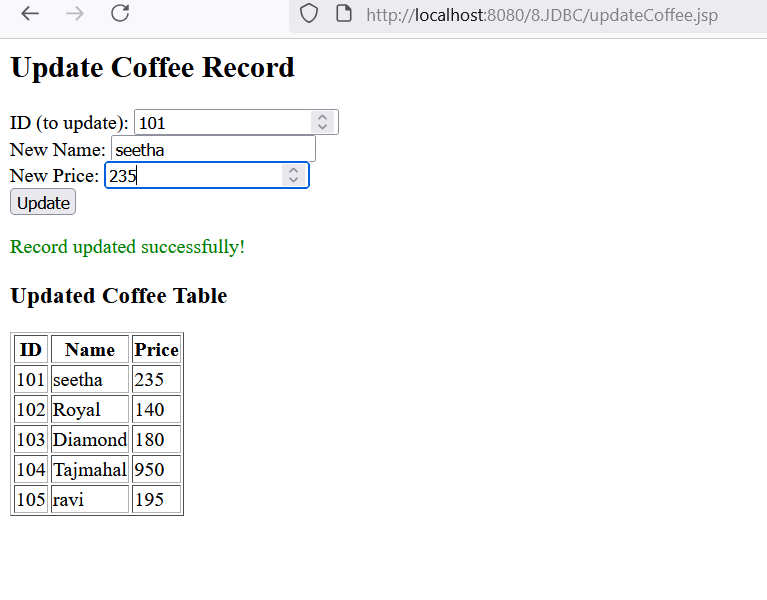 http://localhost:8080/8.JDBC/updateCoffee.jsp
Update Coffee Record
ID (to update): 101
New Name: seetha
New Price: 235
Update
Record updated successfully!
Updated Coffee Table
ID Name Price
101 seetha 235
102 Royal 140
103 Diamond 180
104 Tajmahal 950
105 ravi 195